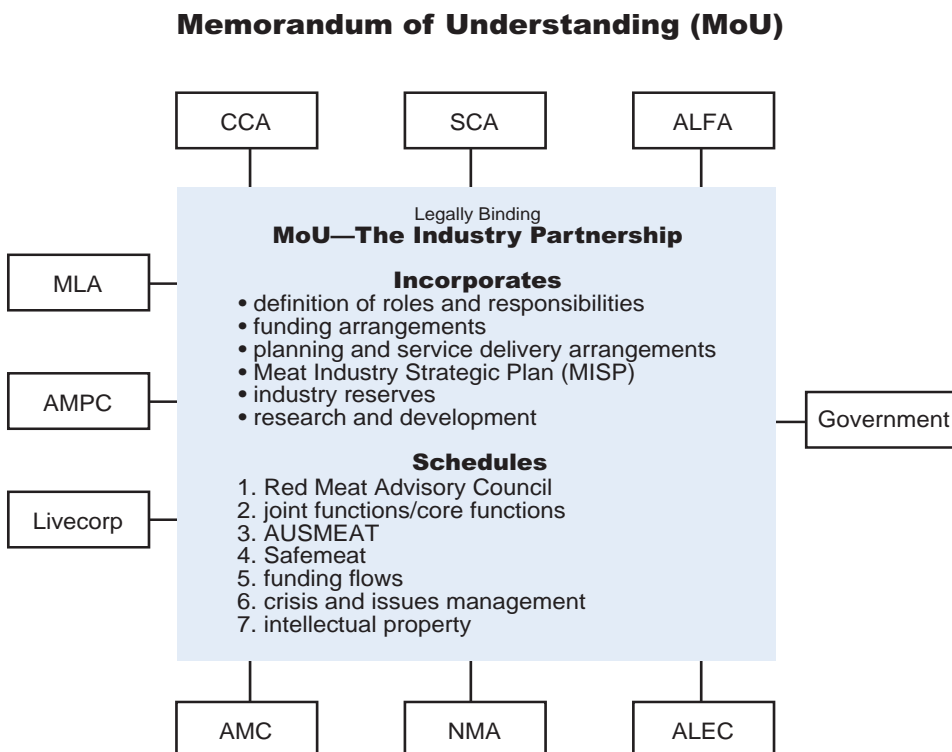 Memorandum of Understanding (MoU)
CCA
SCA
ALFA
Legally Binding
MoU—The Industry Partnership
MLA
Incorporates
• definition of roles and responsibilities
• funding arrangements
• planning and service delivery arrangements
• Meat Industry Strategic Plan (MISP)
• industry reserves
• research and development
AMPC
Government
Schedules
1. Red Meat Advisory Council
2. joint functions/core functions
3. AUSMEAT
4. Safemeat
5. funding flows
6. crisis and issues management
7. intellectual property
Livecorp
AMC
NMA
ALEC